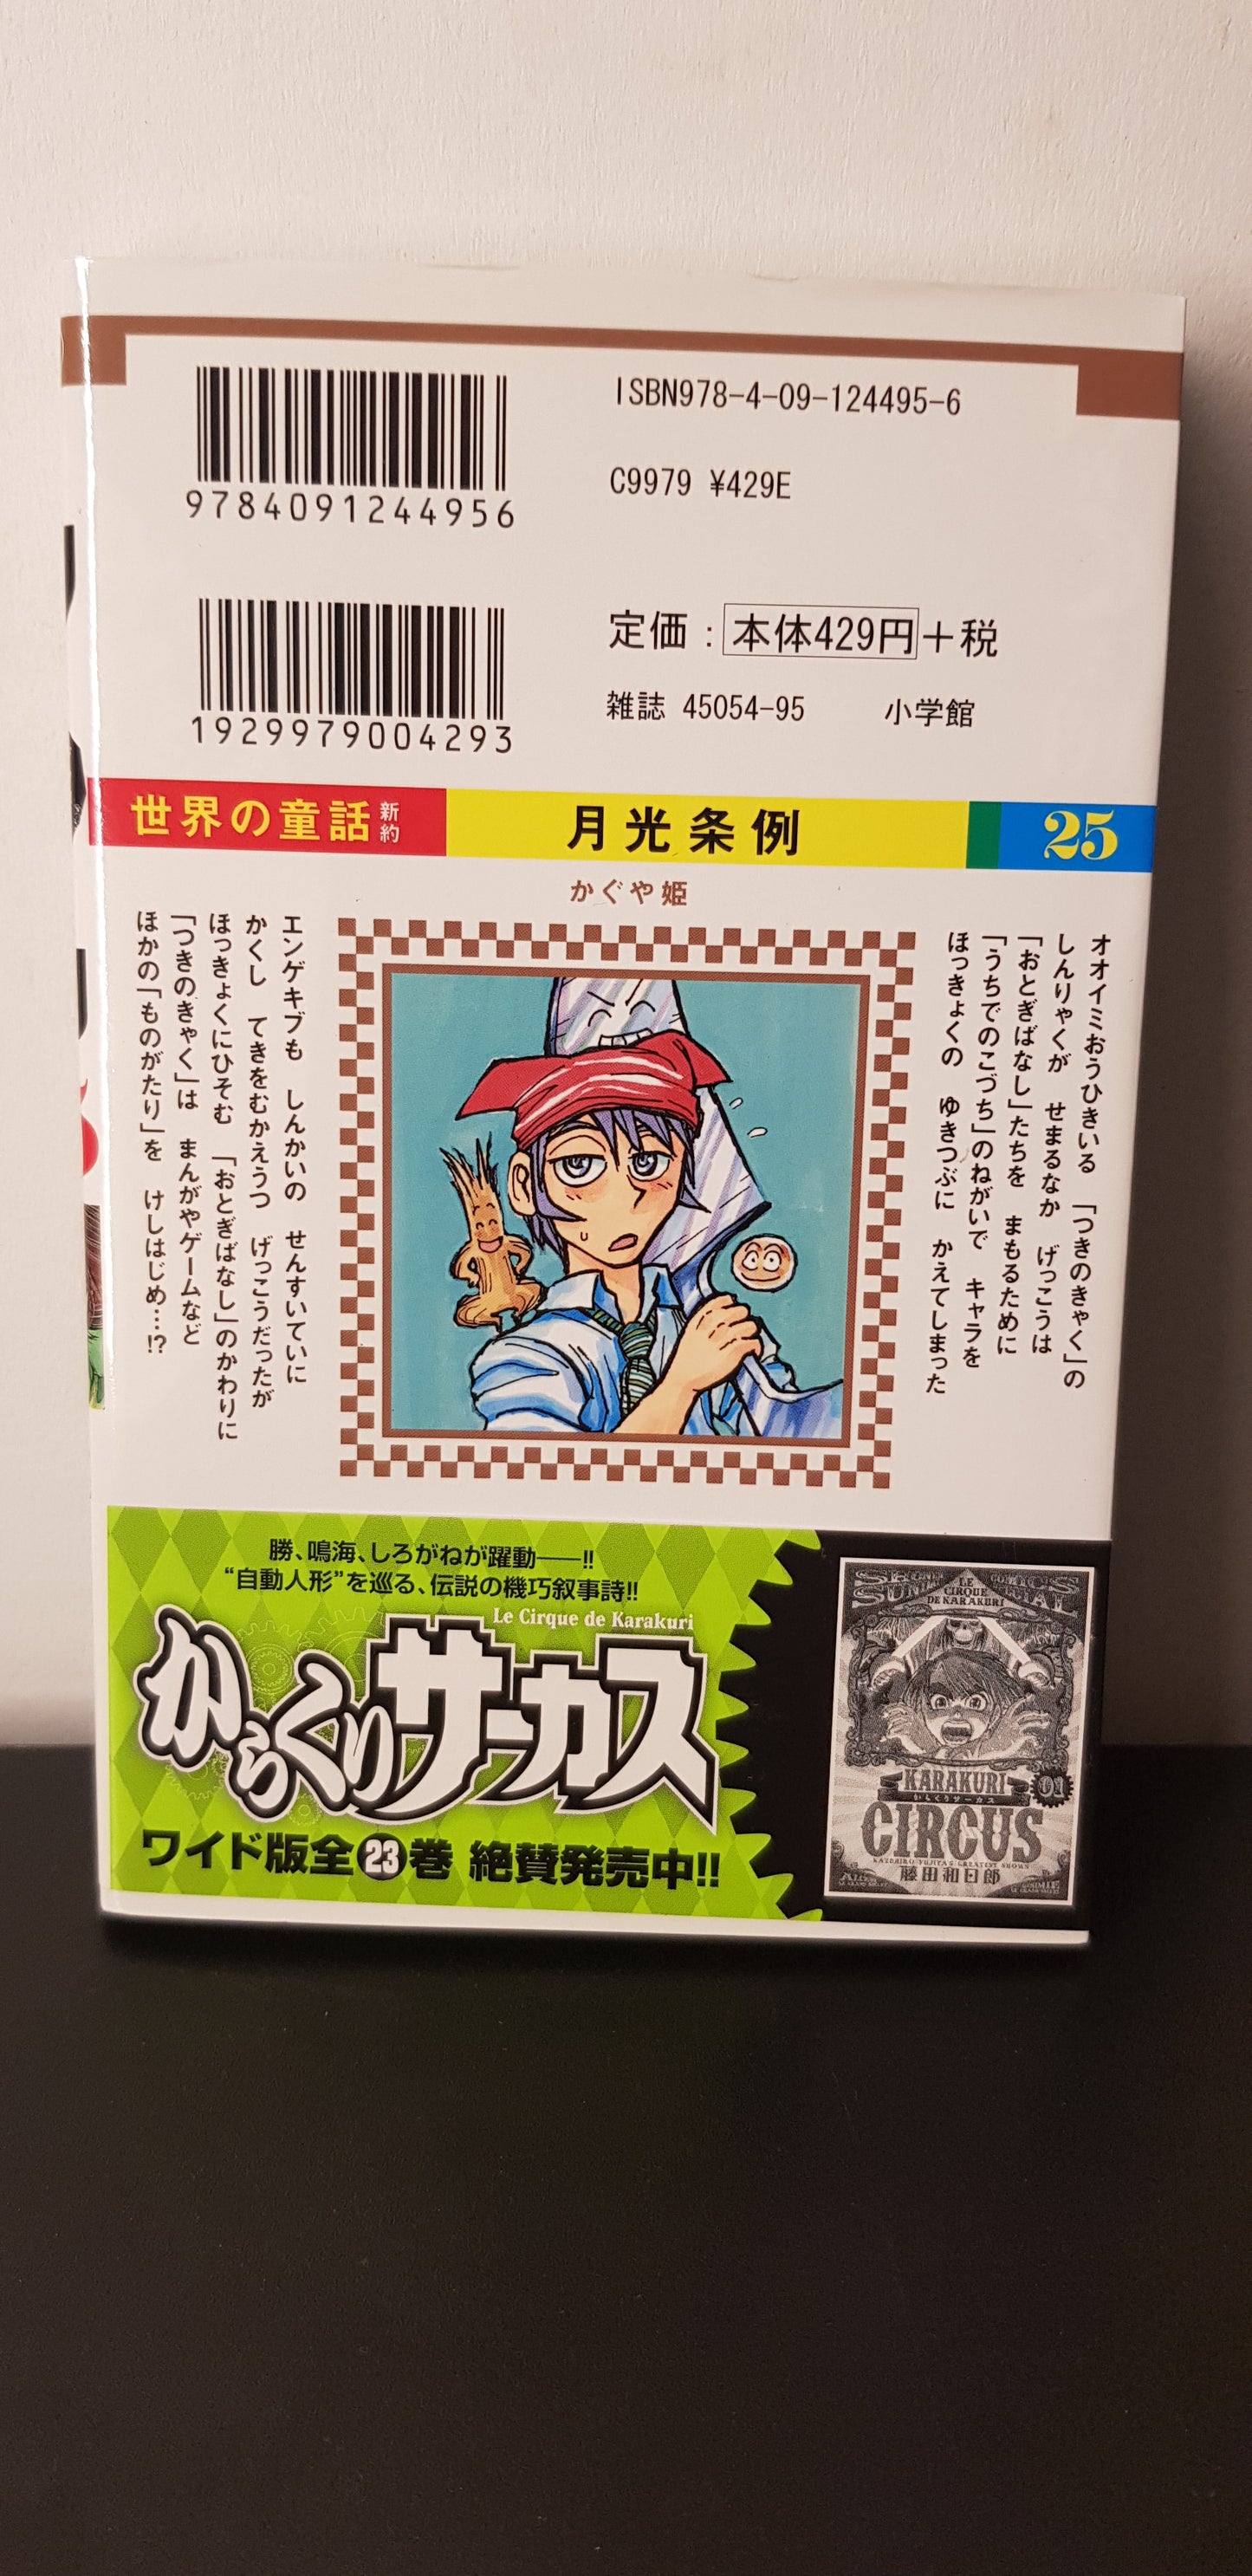 9784091244956
ISBN978-4-09-124495-6
C9979 ¥429E
1929979004293
定価：本体429円＋税
雑誌 45054-95 小学館
世界の童話 新約
月光条例
25
かぐや姫
オオイミおうひきいる 「つきのきゃく」の
しんりゃくが せまるなか げっこうは
「おとぎばなし」たちを まもるために
「うちでのこづち」のねがいで キャラを
ほっきょくの ゆきつぶに かえてしまった
エンゲキブも しんかいの せんすいていに
かくし てきをむかえうつ げっこうだったが
ほっきょくにひそむ 「おとぎばなし」のかわりに
「つきのきゃく」は まんがやゲームなど
ほかの「ものがたり」を けしはじめ…!?
勝、鳴海、しろがねが躍動──!!
“自動人形”を巡る、伝説の機巧叙事詩!!
Le Cirque de Karakuri
からくりサーカス
ワイド版全23巻 絶賛発売中!!
LE CIRQUE
DE KARAKURI
KARAKURI
からくりサーカス
01
CIRCUS
KAZUHIRO FUJITA'S GREATEST SHOW
藤田和日郎